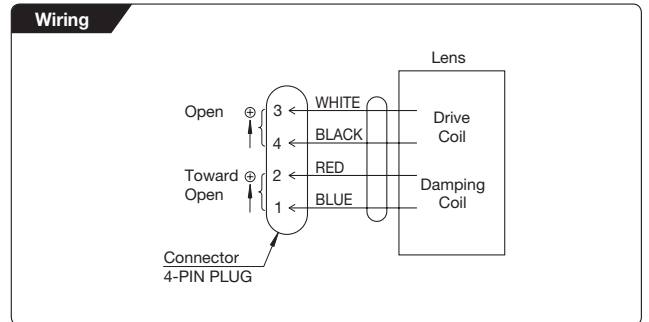 Wiring
Lens
Open ⊕ 3 WHITE
Drive
Coil
4 BLACK
Toward ⊕ 2 RED
Open
Damping
Coil
1 BLUE
Connector
4-PIN PLUG